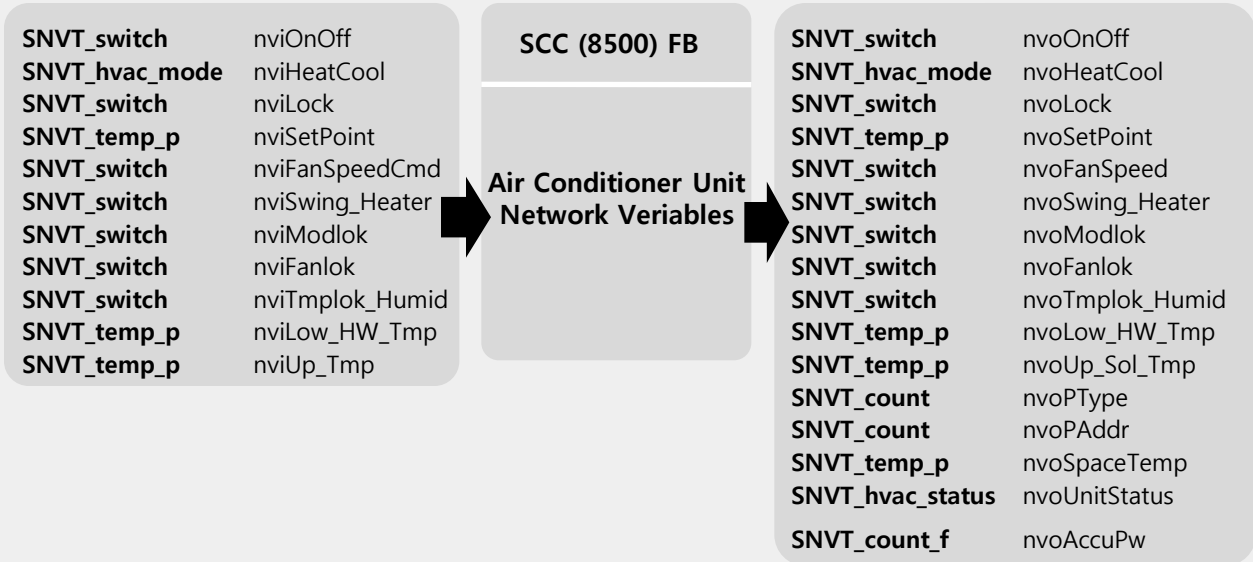 SNVT_switch nviOnOff
SNVT_hvac_mode nviHeatCool
SNVT_switch nviLock
SNVT_temp_p nviSetPoint
SNVT_switch nviFanSpeedCmd
SNVT_switch nviSwing_Heater
SNVT_switch nviModlok
SNVT_switch nviFanlok
SNVT_switch nviTmplok_Humid
SNVT_temp_p nviLow_HW_Tmp
SNVT_temp_p nviUp_Tmp
SCC (8500) FB
Air Conditioner Unit
Network Veriables
SNVT_switch nvoOnOff
SNVT_hvac_mode nvoHeatCool
SNVT_switch nvoLock
SNVT_temp_p nvoSetPoint
SNVT_switch nvoFanSpeed
SNVT_switch nvoSwing_Heater
SNVT_switch nvoModlok
SNVT_switch nvoFanlok
SNVT_switch nvoTmplok_Humid
SNVT_temp_p nvoLow_HW_Tmp
SNVT_temp_p nvoUp_Sol_Tmp
SNVT_count nvoPType
SNVT_count nvoPAddr
SNVT_temp_p nvoSpaceTemp
SNVT_hvac_status nvoUnitStatus
SNVT_count_f nvoAccuPw